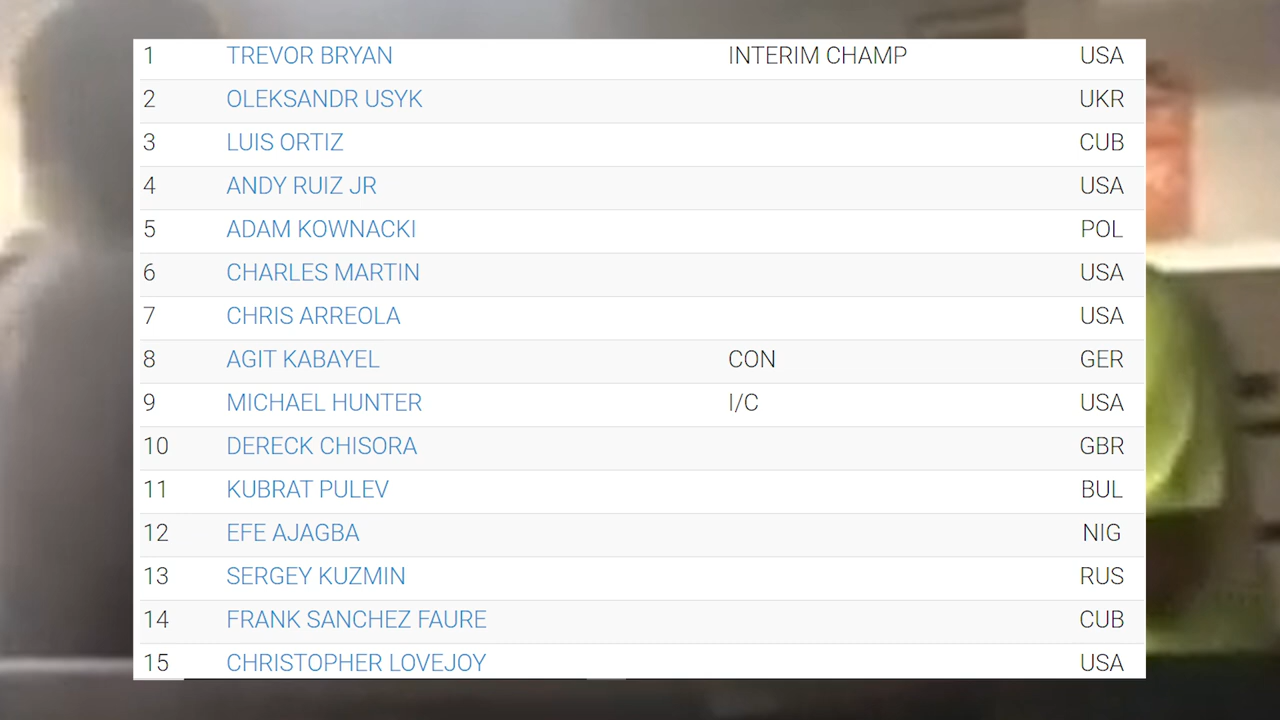 1 TREVOR BRYAN INTERIM CHAMP USA
2 OLEKSANDR USYK UKR
3 LUIS ORTIZ CUB
4 ANDY RUIZ JR USA
5 ADAM KOWNACKI POL
6 CHARLES MARTIN USA
7 CHRIS ARREOLA USA
8 AGIT KABAYEL CON GER
9 MICHAEL HUNTER I/C USA
10 DERECK CHISORA GBR
11 KUBRAT PULEV BUL
12 EFE AJAGBA NIG
13 SERGEY KUZMIN RUS
14 FRANK SANCHEZ FAURE CUB
15 CHRISTOPHER LOVEJOY USA